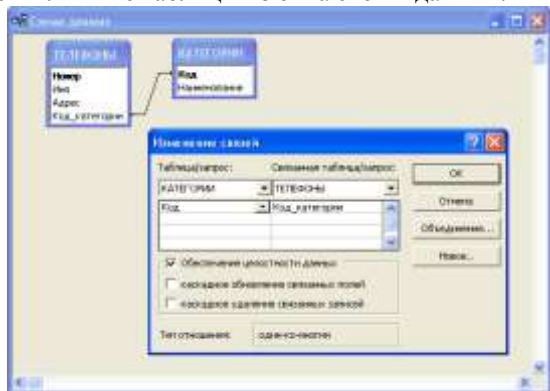 Схема данных
ТЕЛЕФОНЫ
Номер
Имя
Адрес
Код_категории
КАТЕГОРИИ
Код
Наименование
Изменение связей
Таблица/запрос: Связанная таблица/запрос:
КАТЕГОРИИ ТЕЛЕФОНЫ
Код Код_категории
Обеспечение целостности данных
каскадное обновление связанных полей
каскадное удаление связанных записей
Тип отношения: один-ко-многим
ОК
Отмена
Объединение...
Новое...